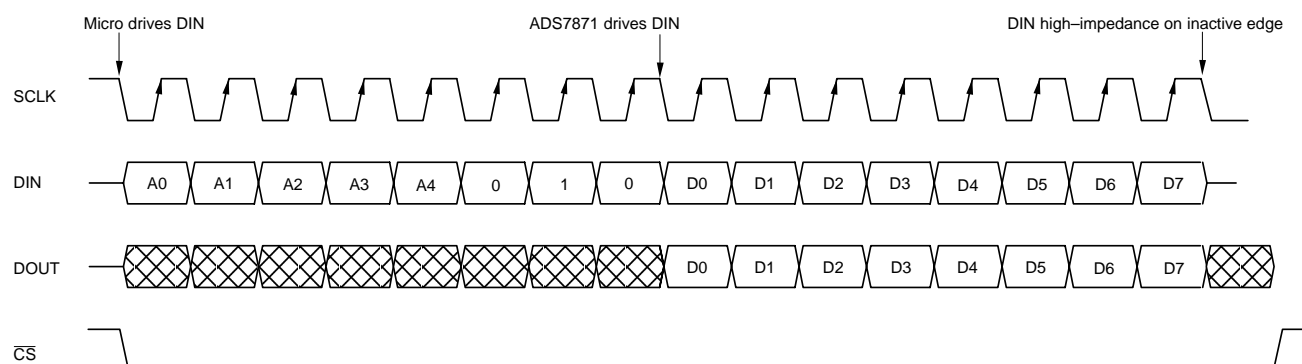 Micro drives DIN ADS7871 drives DIN DIN high–impedance on inactive edge
SCLK
DIN A0 A1 A2 A3 A4 0 1 0 D0 D1 D2 D3 D4 D5 D6 D7
DOUT D0 D1 D2 D3 D4 D5 D6 D7
CS